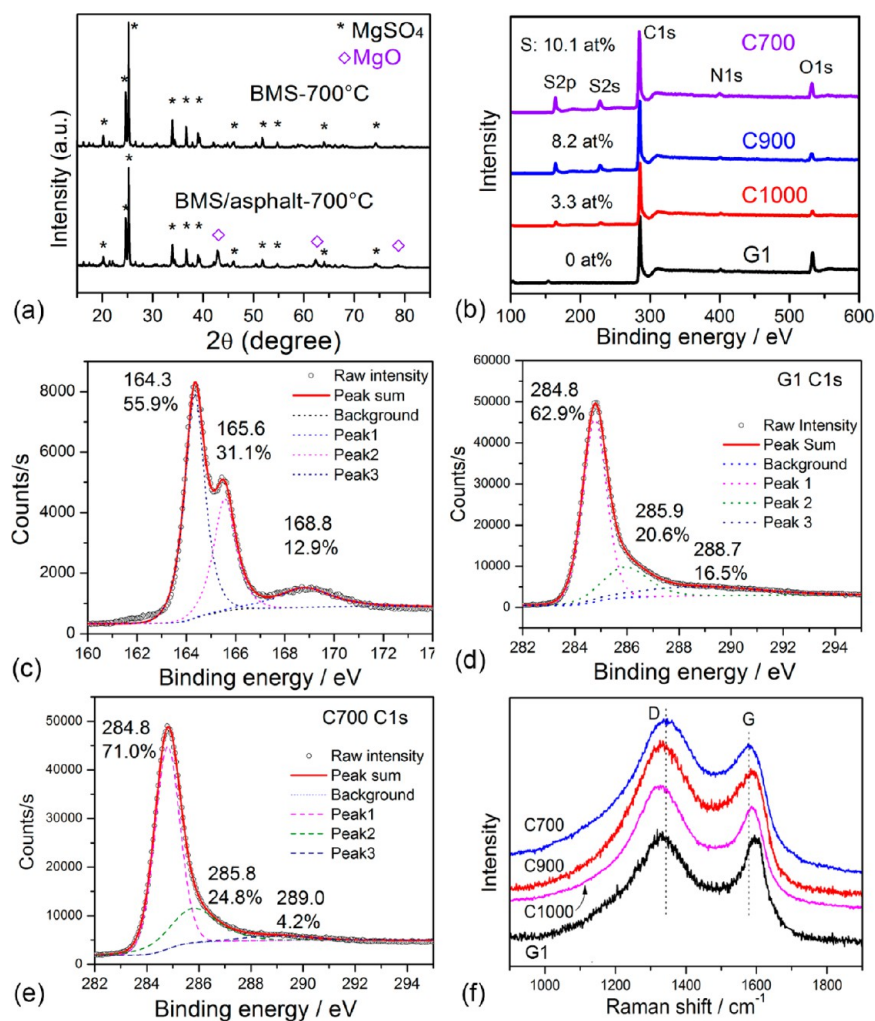 * MgSO₄
◇MgO
BMS-700°C
BMS/asphalt-700°C
Intensity (a.u.)
15 20 30 40 50 60 70 80
2θ (degree)
(a)
S: 10.1 at%
C1s
C700
S2p
S2s
N1s
O1s
8.2 at%
C900
3.3 at%
C1000
0 at%
G1
Intensity
100 200 300 400 500 600
Binding energy / eV
(b)
164.3
55.9%
165.6
31.1%
168.8
12.9%
Raw intensity
Peak sum
Background
Peak1
Peak2
Peak3
Counts/s
8000
6000
4000
2000
0
160 162 164 166 168 170 172 17
Binding energy / eV
(c)
G1 C1s
284.8
62.9%
285.9
20.6%
288.7
16.5%
Raw Intensity
Peak Sum
Background
Peak 1
Peak 2
Peak 3
Counts/s
60000
50000
40000
30000
20000
10000
0
282 284 286 288 290 292 294
Binding energy / eV
(d)
C700 C1s
284.8
71.0%
285.8
24.8%
289.0
4.2%
Raw intensity
Peak sum
Background
Peak1
Peak2
Peak3
Counts/s
50000
40000
30000
20000
10000
0
282 284 286 288 290 292 294
Binding energy / eV
(e)
D
G
C700
C900
C1000
G1
Intensity
1000 1200 1400 1600 1800
Raman shift / cm⁻¹
(f)